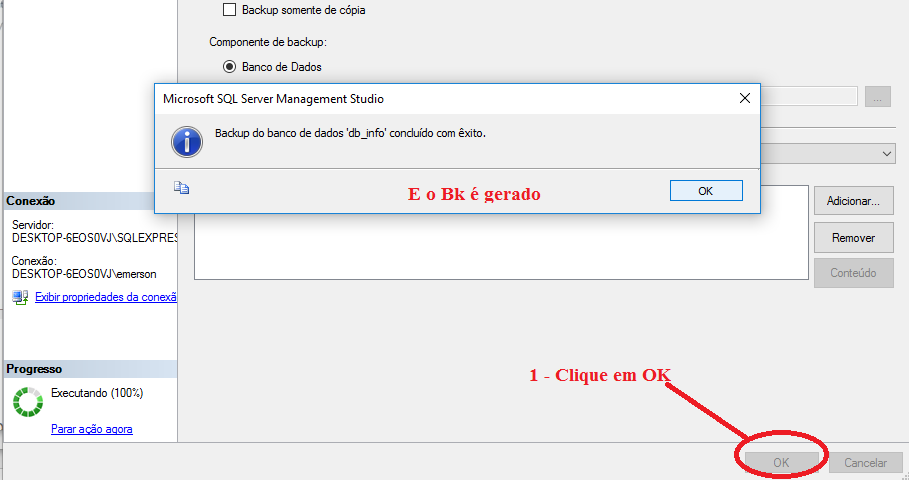 Backup somente de cópia
Componente de backup:
Banco de Dados
...
Microsoft SQL Server Management Studio
Backup do banco de dados 'db_info' concluído com êxito.
E o Bk é gerado
OK
Conexão
Servidor:
DESKTOP-6EOS0VJ\SQLEXPRES
Conexão:
DESKTOP-6EOS0VJ\emerson
Exibir propriedades da conexã
Adicionar...
Remover
Conteúdo
Progresso
Executando (100%)
Parar ação agora
1 - Clique em OK
OK
Cancelar